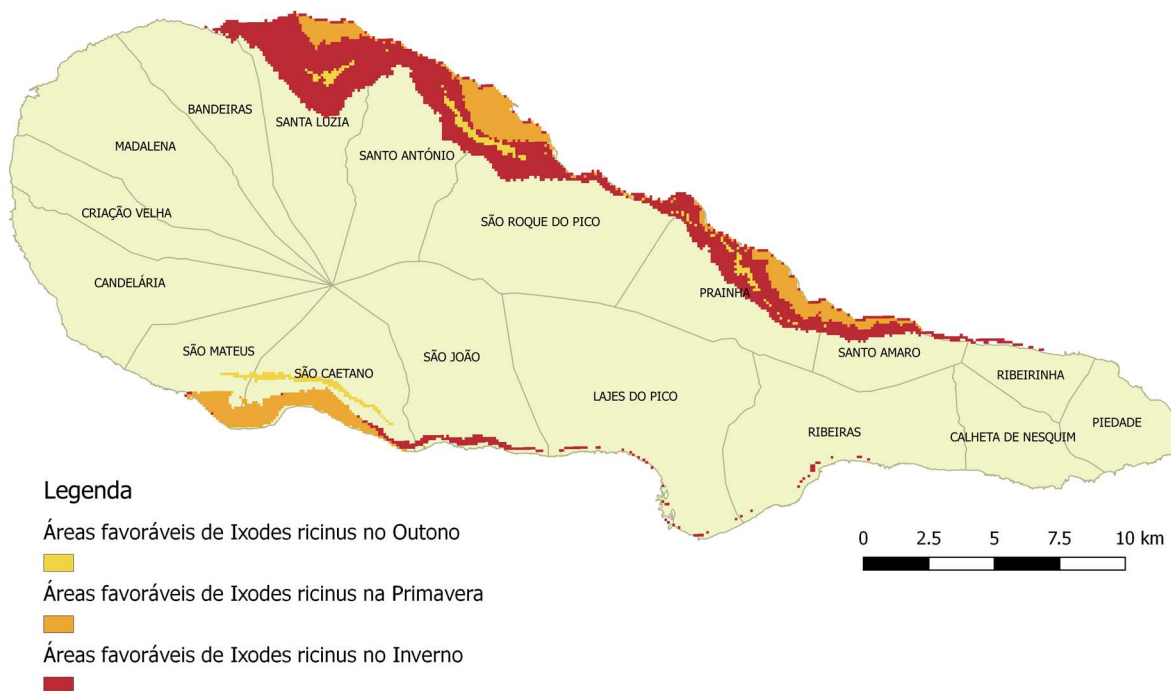 BANDEIRAS
SANTA LUZIA
MADALENA
SANTO ANTÓNIO
CRIAÇÃO VELHA
SÃO ROQUE DO PICO
CANDELÁRIA
PRAINHA
SÃO MATEUS
SÃO JOÃO
SANTO AMARO
SÃO CAETANO
RIBEIRINHA
LAJES DO PICO
PIEDADE
RIBEIRAS
CALHETA DE NESQUIM
Legenda
Áreas favoráveis de Ixodes ricinus no Outono
Áreas favoráveis de Ixodes ricinus na Primavera
Áreas favoráveis de Ixodes ricinus no Inverno
0 2.5 5 7.5 10 km